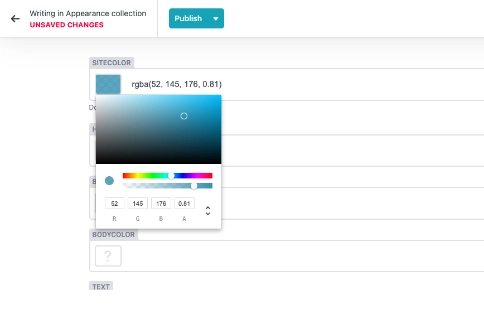 Writing in Appearance collection
UNSAVED CHANGES
Publish
SITECOLOR
rgba(52, 145, 176, 0.81)
52 145 176 0.81
R G B A
BODYCOLOR
?
TEXT